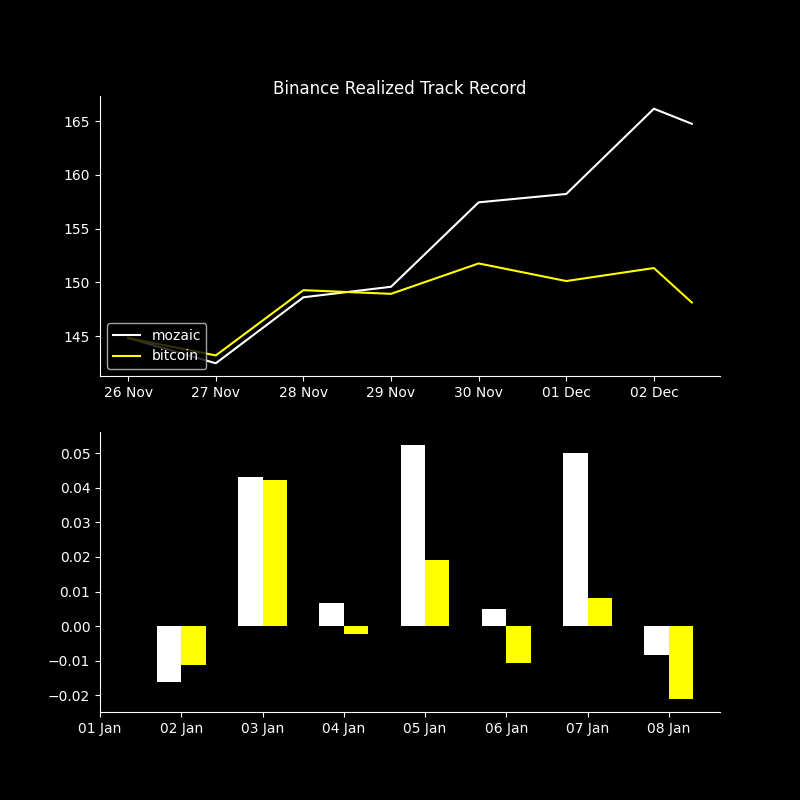 Binance Realized Track Record
165
160
155
150
145
mozaic
bitcoin
26 Nov 27 Nov 28 Nov 29 Nov 30 Nov 01 Dec 02 Dec
0.05
0.04
0.03
0.02
0.01
0.00
−0.01
−0.02
01 Jan 02 Jan 03 Jan 04 Jan 05 Jan 06 Jan 07 Jan 08 Jan